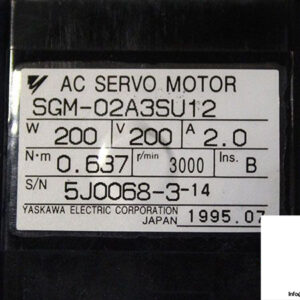 AC SERVO MOTOR
SGM-02A3SU12
W 200 V 200 A 2.0
N·m 0.637 r/min 3000 Ins. B
S/N 5J0068-3-14
YASKAWA ELECTRIC CORPORATION
JAPAN 1995.07